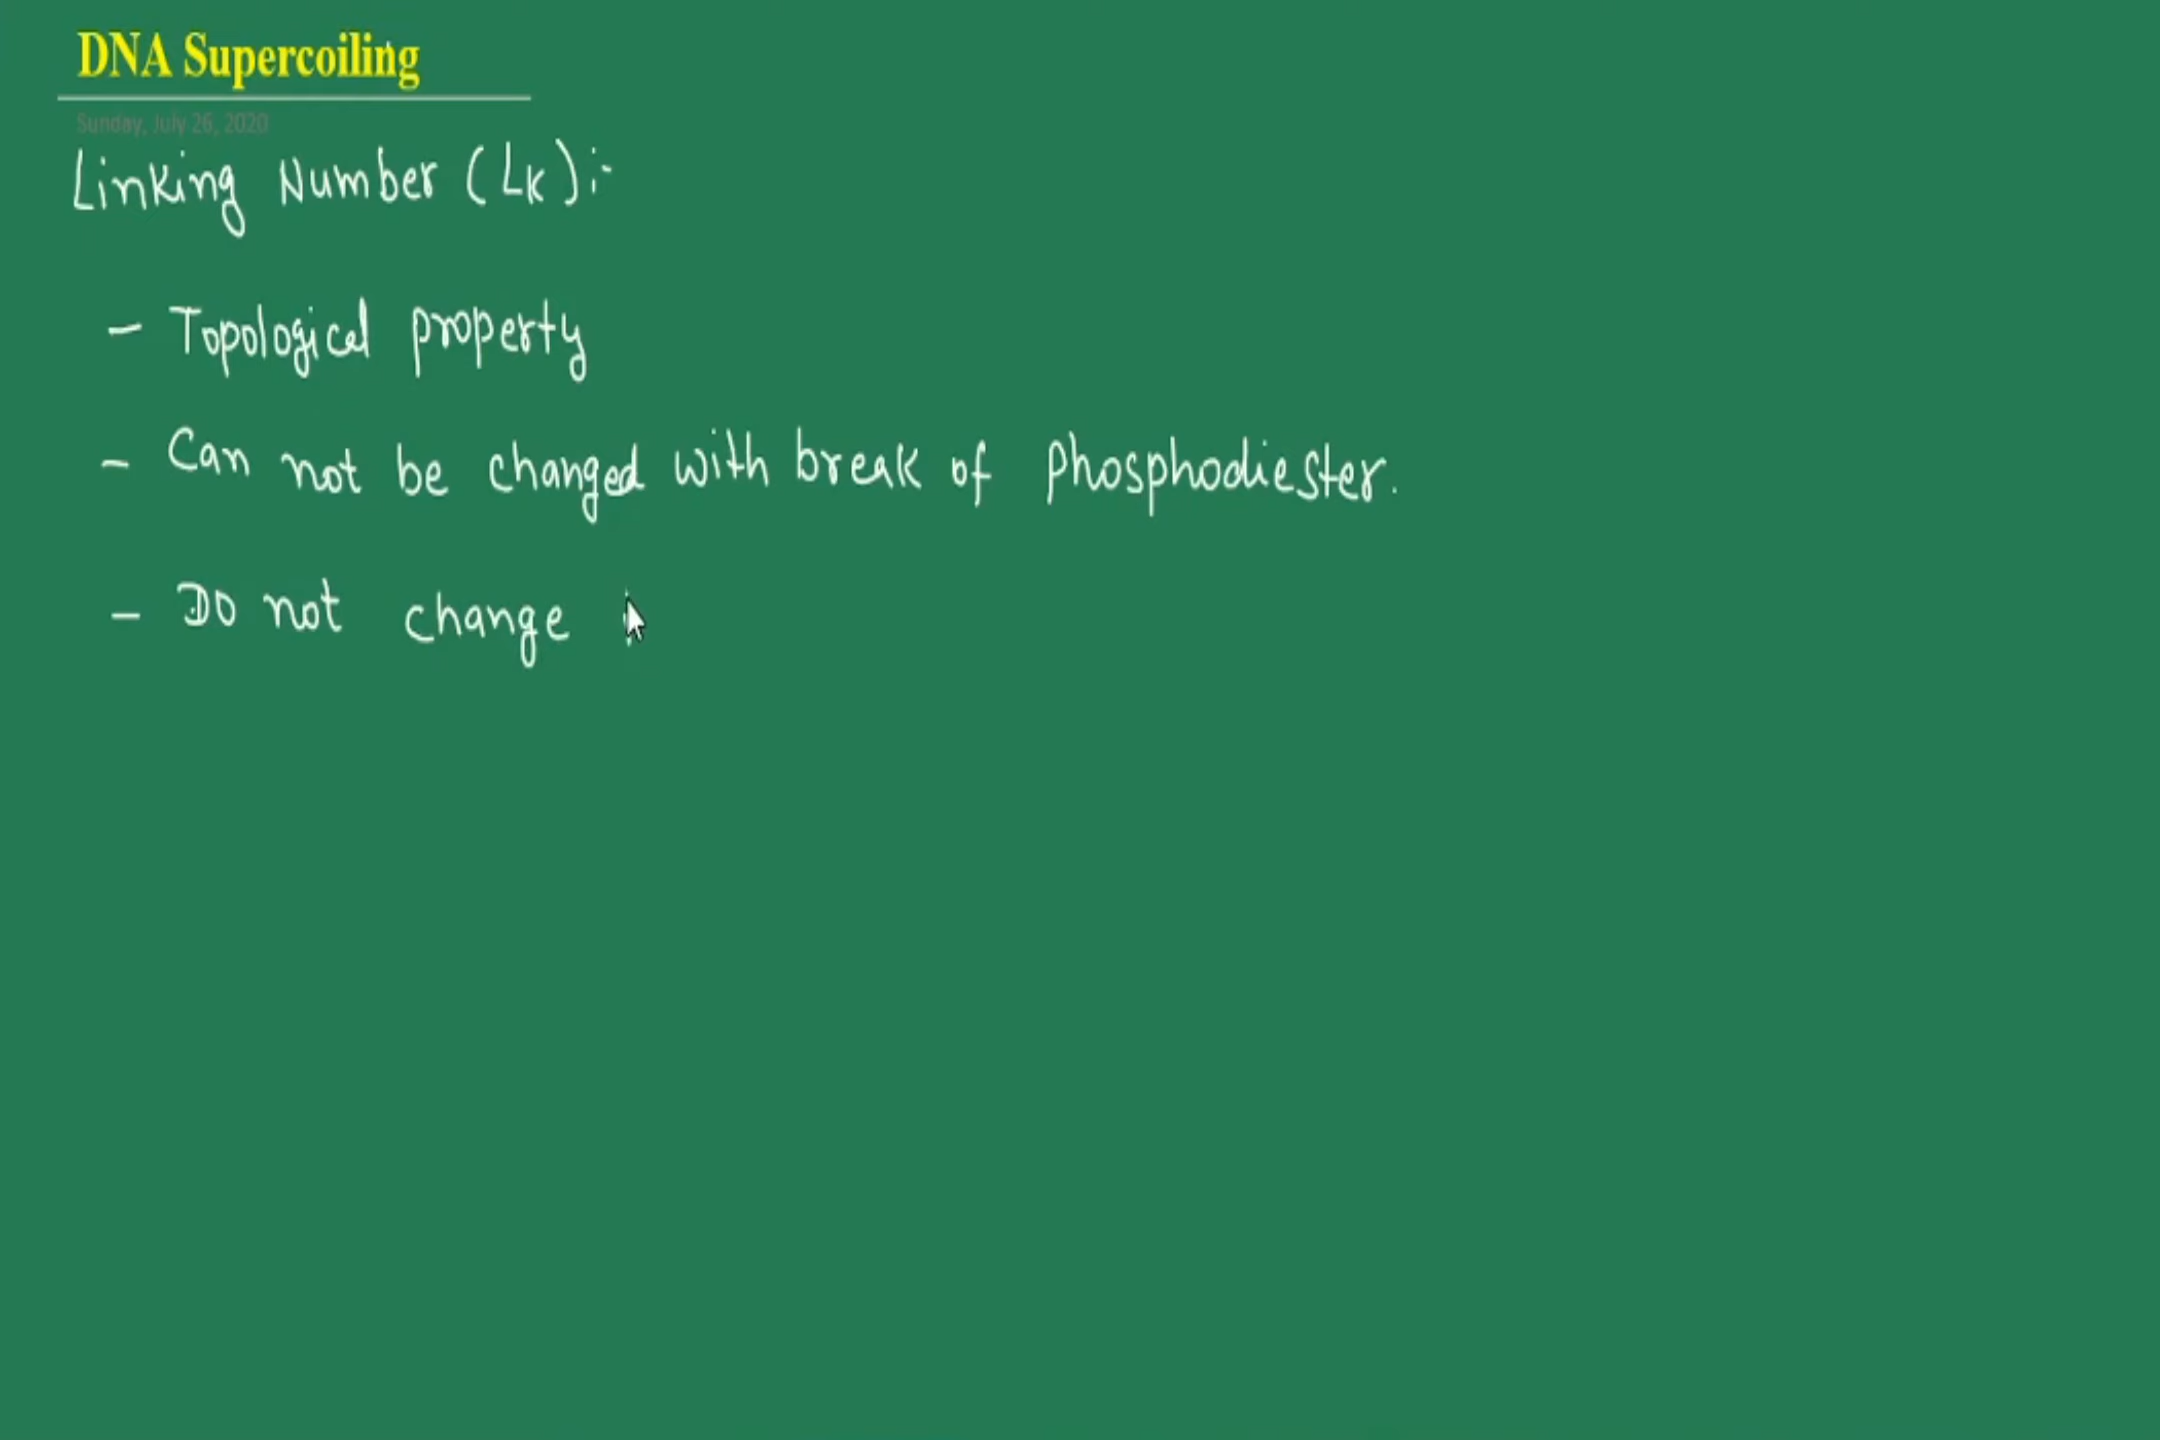 DNA Supercoiling
Sunday, July 26, 2020
Linking Number (LK):-
- Topological property
- Can not be changed with break of Phosphodiester.
- Do not change